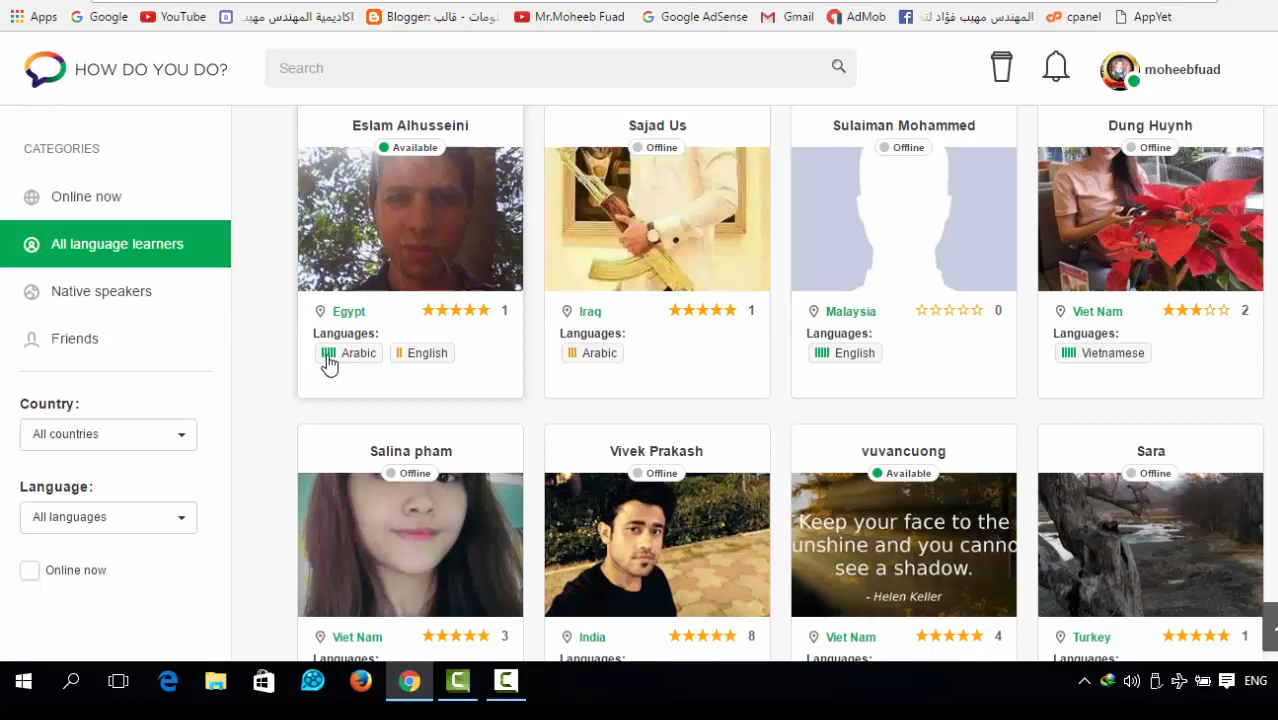 Apps Google YouTube اكاديمية المهندس مهيب Blogger: قالب - لومات Mr.Moheeb Fuad Google AdSense Gmail AdMob المهندس مهيب فؤاد cpanel AppYet
HOW DO YOU DO? Search moheebfuad
CATEGORIES
Online now
All language learners
Native speakers
Friends
Country:
All countries
Language:
All languages
Online now
Eslam Alhusseini
Available
Egypt 1
Languages:
Arabic English
Sajad Us
Offline
Iraq 1
Languages:
Arabic
Sulaiman Mohammed
Offline
Malaysia 0
Languages:
English
Dung Huynh
Offline
Viet Nam 2
Languages:
Vietnamese
Salina pham
Offline
Viet Nam 3
Languages:
Vivek Prakash
Offline
India 8
Languages:
vuvancuong
Available
Keep your face to the
unshine and you canno
see a shadow.
- Helen Keller
Viet Nam 4
Languages:
Sara
Offline
Turkey 1
Languages:
ENG